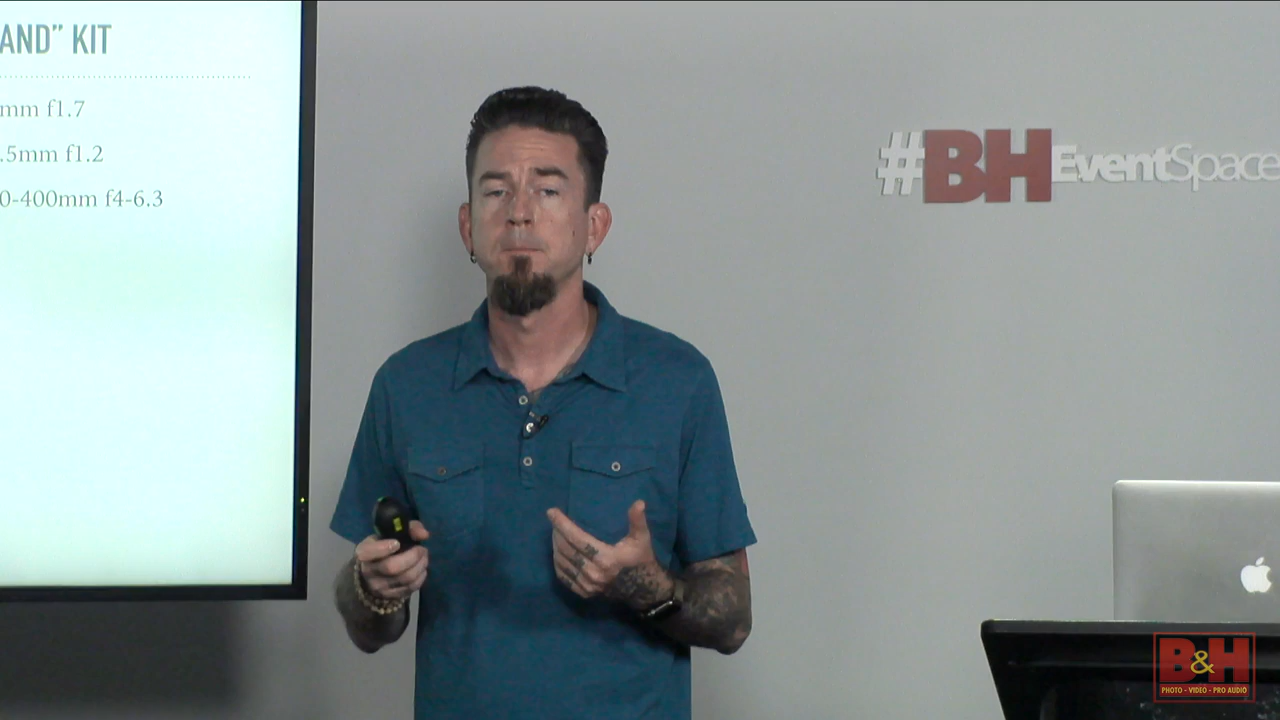 AND” KIT
mm f1.7
.5mm f1.2
0-400mm f4-6.3
#BHEventSpace
B&H
PHOTO - VIDEO - PRO AUDIO